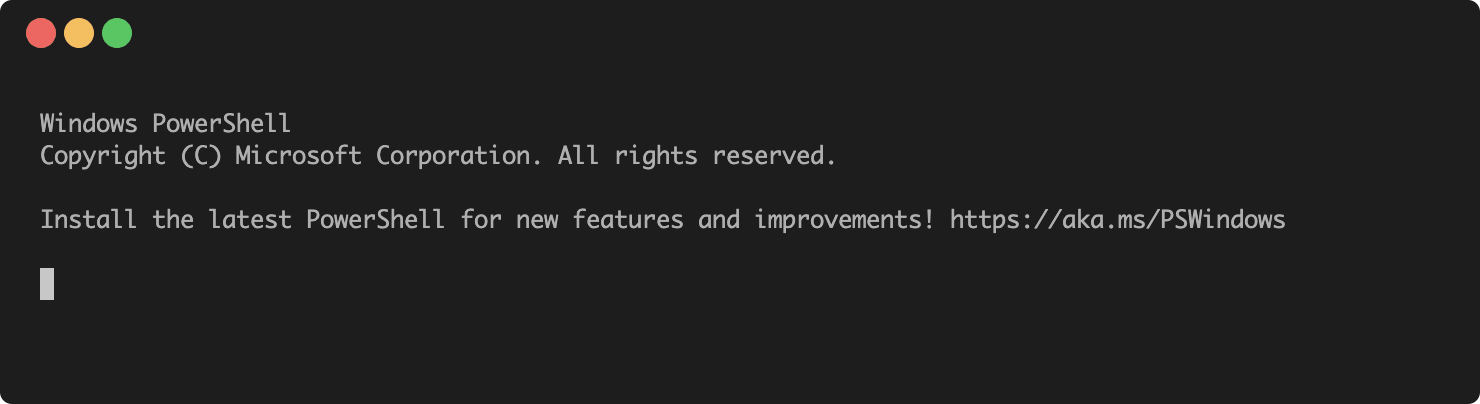 Windows PowerShell
Copyright (C) Microsoft Corporation. All rights reserved.
Install the latest PowerShell for new features and improvements! https://aka.ms/PSWindows